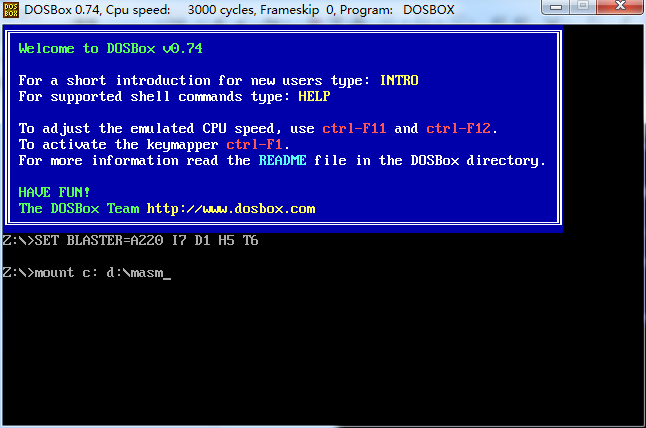 DOS BOX DOSBox 0.74, Cpu speed: 3000 cycles, Frameskip 0, Program: DOSBOX
Welcome to DOSBox v0.74
For a short introduction for new users type: INTRO
For supported shell commands type: HELP
To adjust the emulated CPU speed, use ctrl-F11 and ctrl-F12.
To activate the keymapper ctrl-F1.
For more information read the README file in the DOSBox directory.
HAVE FUN!
The DOSBox Team http://www.dosbox.com
Z:\>SET BLASTER=A220 I7 D1 H5 T6
Z:\>mount c: d:\masm_